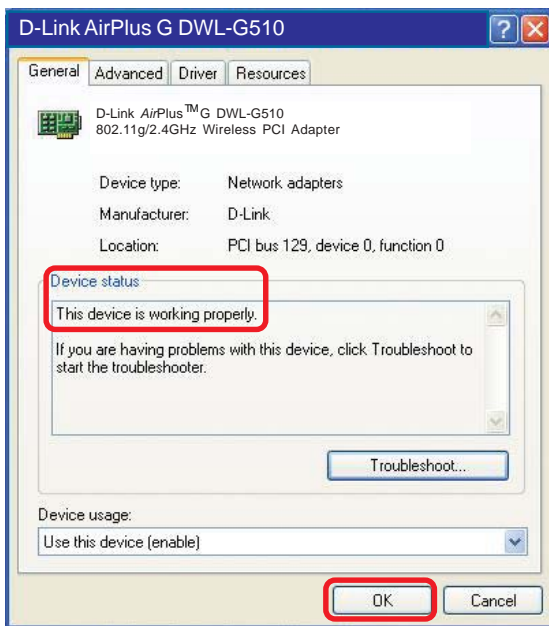 D-Link AirPlus G DWL-G510
?
X
General Advanced Driver Resources
D-Link AirPlus™G DWL-G510
802.11g/2.4GHz Wireless PCI Adapter
Device type: Network adapters
Manufacturer: D-Link
Location: PCI bus 129, device 0, function 0
Device status
This device is working properly.
If you are having problems with this device, click Troubleshoot to
start the troubleshooter.
Troubleshoot...
Device usage:
Use this device (enable)
OK Cancel